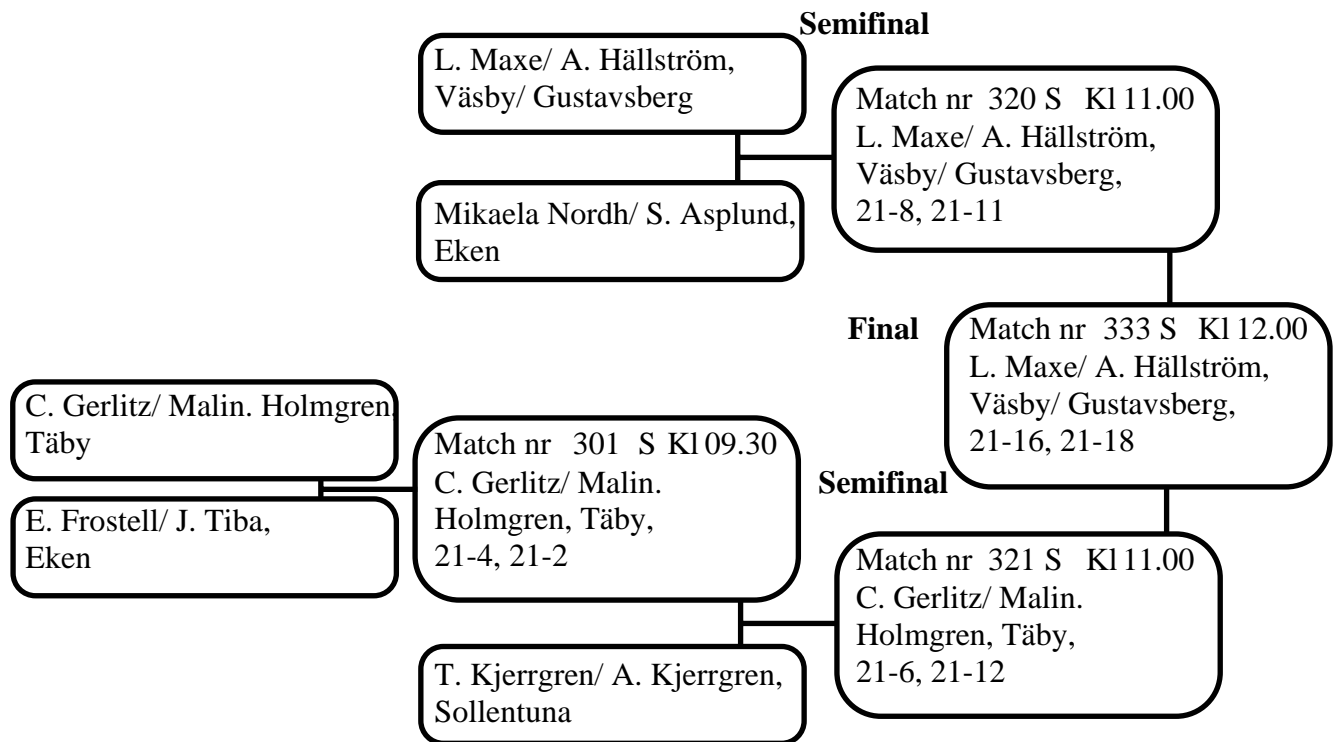 Semifinal
L. Maxe/ A. Hällström,
Väsby/ Gustavsberg
Match nr 320 S Kl 11.00
L. Maxe/ A. Hällström,
Väsby/ Gustavsberg,
21-8, 21-11
Mikaela Nordh/ S. Asplund,
Eken
Final
Match nr 333 S Kl 12.00
L. Maxe/ A. Hällström,
Väsby/ Gustavsberg,
21-16, 21-18
C. Gerlitz/ Malin. Holmgren,
Täby
Match nr 301 S Kl 09.30
C. Gerlitz/ Malin.
Holmgren, Täby,
21-4, 21-2
E. Frostell/ J. Tiba,
Eken
Semifinal
Match nr 321 S Kl 11.00
C. Gerlitz/ Malin.
Holmgren, Täby,
21-6, 21-12
T. Kjerrgren/ A. Kjerrgren,
Sollentuna